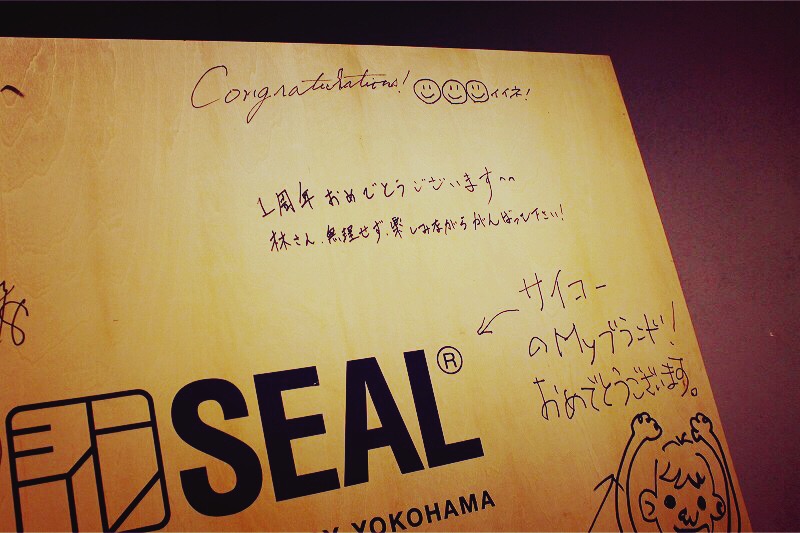 Congratulations! イイネ!
1周年おめでとうございます^^
林さん、無理せず、楽しみながらがんばって下さい!
サイコー
のMyブランド!
おめでとうございます。
SEAL®
YOKOHAMA